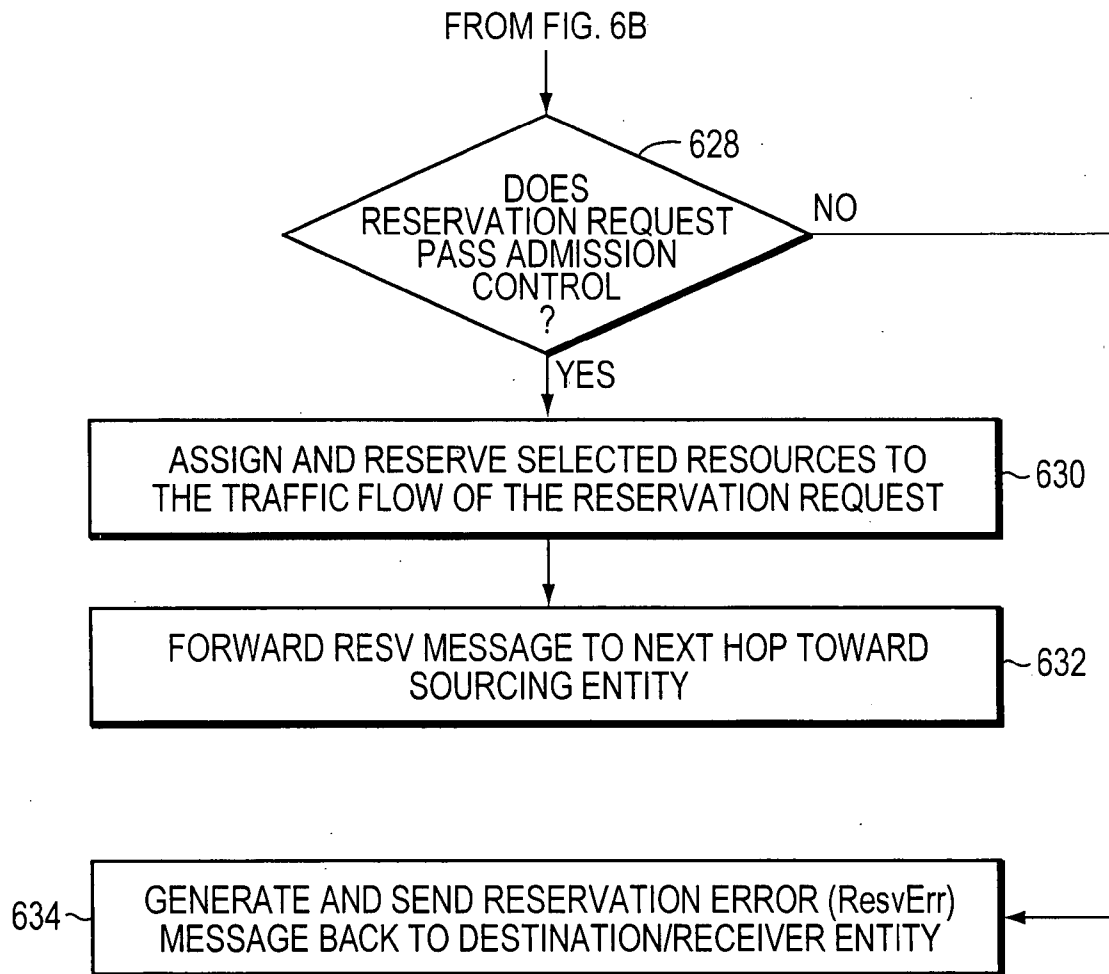 FROM FIG. 6B
628
DOES
RESERVATION REQUEST
PASS ADMISSION
CONTROL
?
NO
YES
ASSIGN AND RESERVE SELECTED RESOURCES TO
THE TRAFFIC FLOW OF THE RESERVATION REQUEST
630
FORWARD RESV MESSAGE TO NEXT HOP TOWARD
SOURCING ENTITY
632
634
GENERATE AND SEND RESERVATION ERROR (ResvErr)
MESSAGE BACK TO DESTINATION/RECEIVER ENTITY